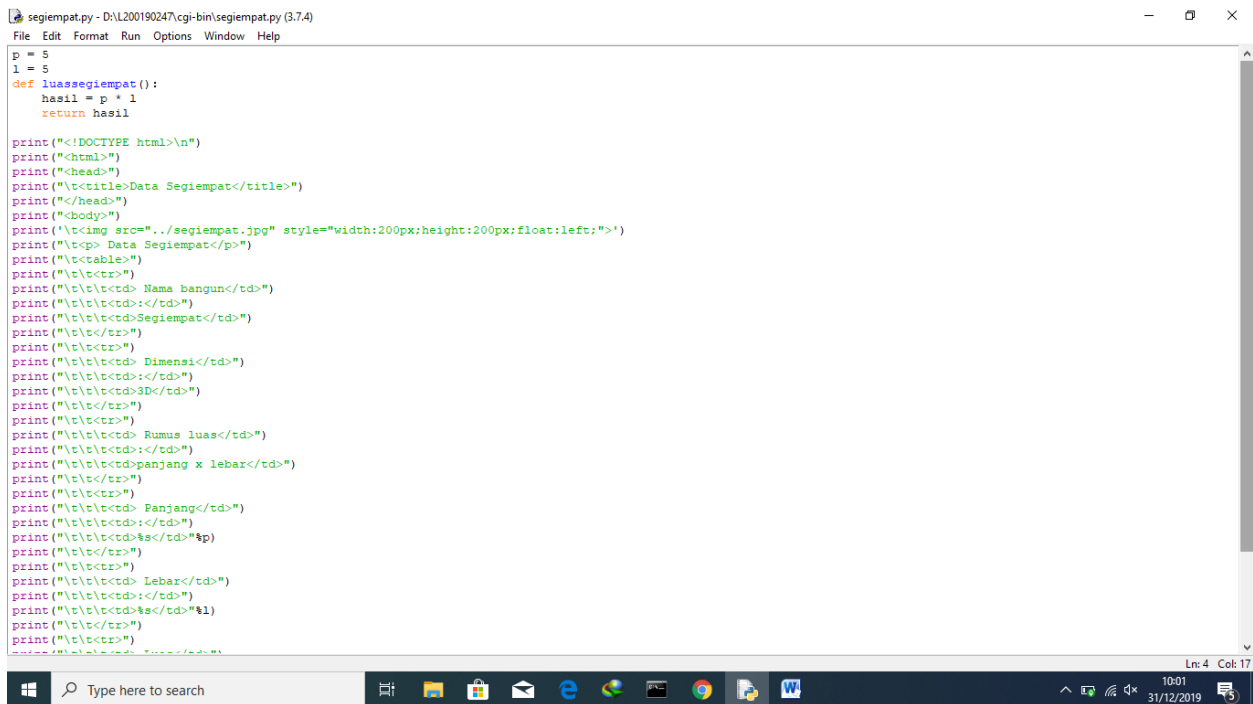 segiempat.py - D:\L200190247\cgi-bin\segiempat.py (3.7.4)
File Edit Format Run Options Window Help
p = 5
l = 5
def luassegiempat():
    hasil = p * l
    return hasil

print("<!DOCTYPE html>\n")
print("<html>")
print("<head>")
print("\t<title>Data Segiempat</title>")
print("</head>")
print("<body>")
print('\t<img src="../segiempat.jpg" style="width:200px;height:200px;float:left;">')
print("\t<p> Data Segiempat</p>")
print("\t<table>")
print("\t\t<tr>")
print("\t\t\t<td> Nama bangun</td>")
print("\t\t\t<td>:</td>")
print("\t\t\t<td>Segiempat</td>")
print("\t\t</tr>")
print("\t\t<tr>")
print("\t\t\t<td> Dimensi</td>")
print("\t\t\t<td>:</td>")
print("\t\t\t<td>3D</td>")
print("\t\t</tr>")
print("\t\t<tr>")
print("\t\t\t<td> Rumus luas</td>")
print("\t\t\t<td>:</td>")
print("\t\t\t<td>panjang x lebar</td>")
print("\t\t</tr>")
print("\t\t<tr>")
print("\t\t\t<td> Panjang</td>")
print("\t\t\t<td>:</td>")
print("\t\t\t<td>%s</td>"%p)
print("\t\t</tr>")
print("\t\t<tr>")
print("\t\t\t<td> Lebar</td>")
print("\t\t\t<td>:</td>")
print("\t\t\t<td>%s</td>"%l)
print("\t\t</tr>")
print("\t\t<tr>")
Ln: 4 Col: 17
Type here to search
10:01
31/12/2019
5